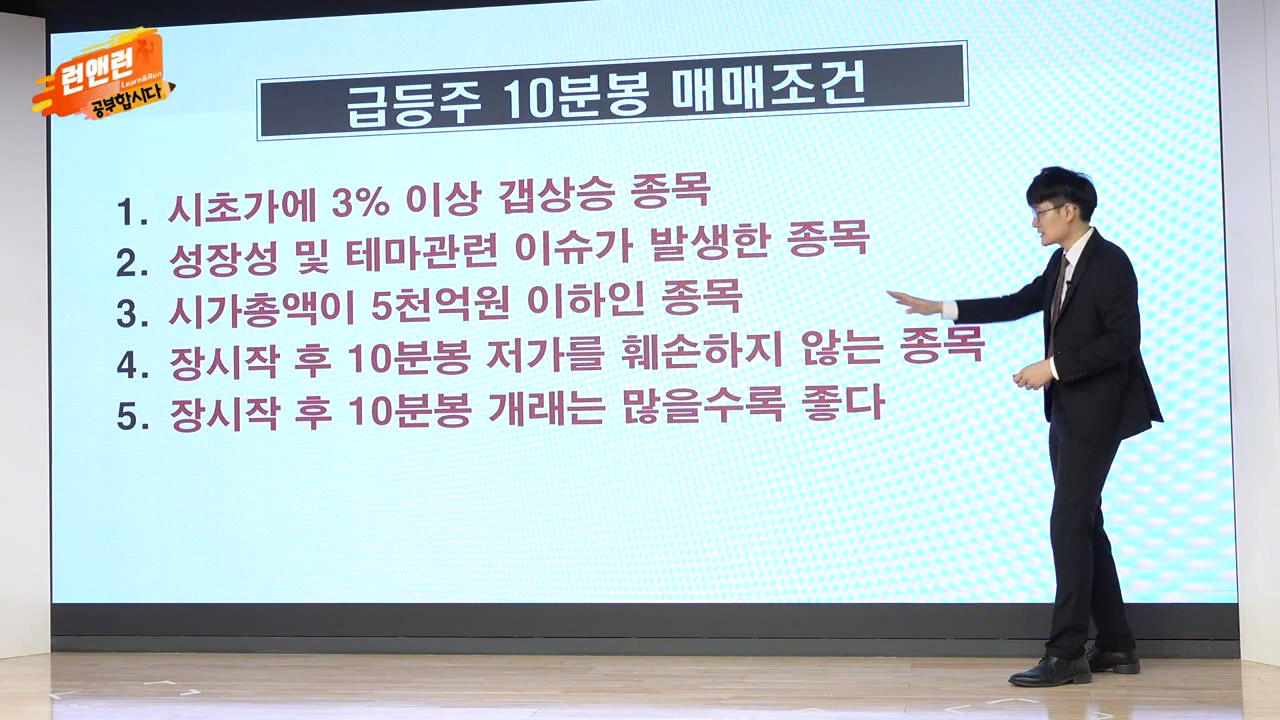 런앤런
Learn&Run
공부합시다
급등주 10분봉 매매조건
1. 시초가에 3% 이상 갭상승 종목
2. 성장성 및 테마관련 이슈가 발생한 종목
3. 시가총액이 5천억원 이하인 종목
4. 장시작 후 10분봉 저가를 훼손하지 않는 종목
5. 장시작 후 10분봉 개래는 많을수록 좋다